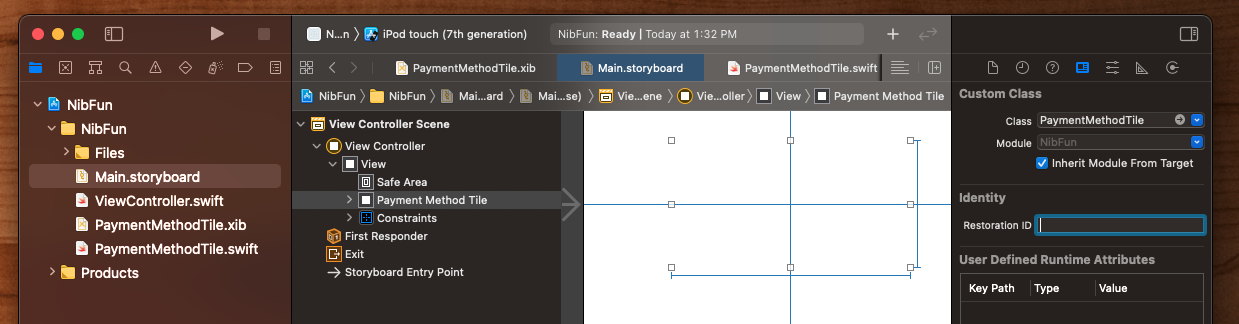 N...n 〉 iPod touch (7th generation)
NibFun: Ready | Today at 1:32 PM
PaymentMethodTile.xib
Main.storyboard
PaymentMethodTile.swift
NibFun 〉 NibFun 〉 Mai...ard 〉 Mai...se) 〉 Vie...ene 〉 Vie...oller 〉 View 〉 Payment Method Tile
NibFun
NibFun
Files
Main.storyboard
ViewController.swift
PaymentMethodTile.xib
PaymentMethodTile.swift
Products
View Controller Scene
View Controller
View
Safe Area
Payment Method Tile
Constraints
First Responder
Exit
Storyboard Entry Point
Custom Class
Class PaymentMethodTile
Module NibFun
Inherit Module From Target
Identity
Restoration ID
User Defined Runtime Attributes
Key Path Type Value